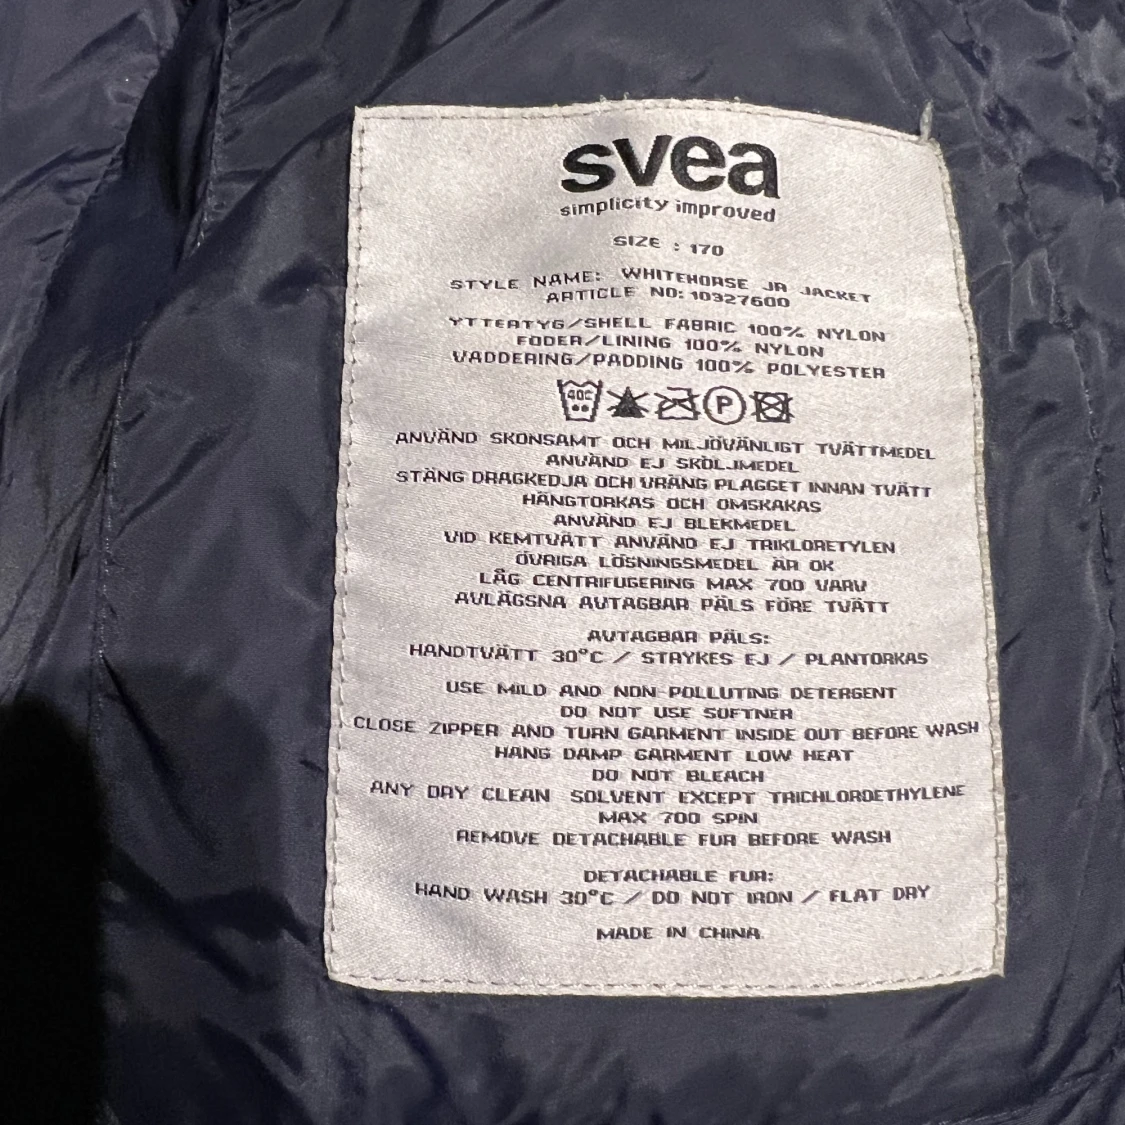 svea
simplicity improved
SIZE : 170
STYLE NAME: WHITEHORSE JR JACKET
ARTICLE NO: 10327600
YTTERTYG/SHELL FABRIC 100% NYLON
FODER/LINING 100% NYLON
VADDERING/PADDING 100% POLYESTER
40C P
ANVÄND SKONSAMT OCH MILJÖVÄNLIGT TVÄTTMEDEL
ANVÄND EJ SKÖLJMEDEL
STÄNG DRAGKEDJA OCH VRÄNG PLAGGET INNAN TVÄTT
HÄNGTORKAS OCH OMSKAKAS
ANVÄND EJ BLEKMEDEL
VID KEMTVÄTT ANVÄND EJ TRIKLORETYLEN
ÖVRIGA LÖSNINGSMEDEL ÄR OK
LÅG CENTRIFUGERING MAX 700 VARV
AVLÄGSNA AVTAGBAR PÄLS FÖRE TVÄTT
AVTAGBAR PÄLS:
HANDTVÄTT 30°C / STRYKES EJ / PLANTORKAS
USE MILD AND NON-POLLUTING DETERGENT
DO NOT USE SOFTNER
CLOSE ZIPPER AND TURN GARMENT INSIDE OUT BEFORE WASH
HANG DAMP GARMENT LOW HEAT
DO NOT BLEACH
ANY DRY CLEAN SOLVENT EXCEPT TRICHLOROETHYLENE
MAX 700 SPIN
REMOVE DETACHABLE FUR BEFORE WASH
DETACHABLE FUR:
HAND WASH 30°C / DO NOT IRON / FLAT DRY
MADE IN CHINA